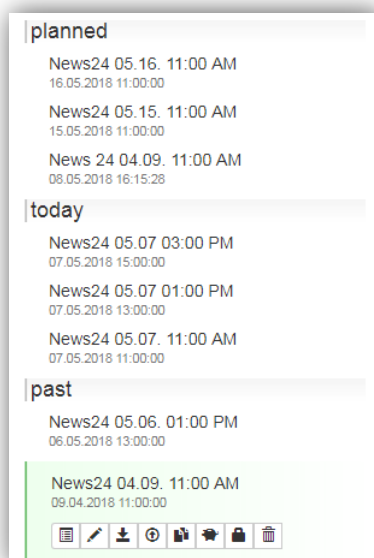 planned
News24 05.16. 11:00 AM
16.05.2018 11:00:00
News24 05.15. 11:00 AM
15.05.2018 11:00:00
News 24 04.09. 11:00 AM
08.05.2018 16:15:28
today
News24 05.07 03:00 PM
07.05.2018 15:00:00
News24 05.07 01:00 PM
07.05.2018 13:00:00
News24 05.07. 11:00 AM
07.05.2018 11:00:00
past
News24 05.06. 01:00 PM
06.05.2018 13:00:00
News24 04.09. 11:00 AM
09.04.2018 11:00:00